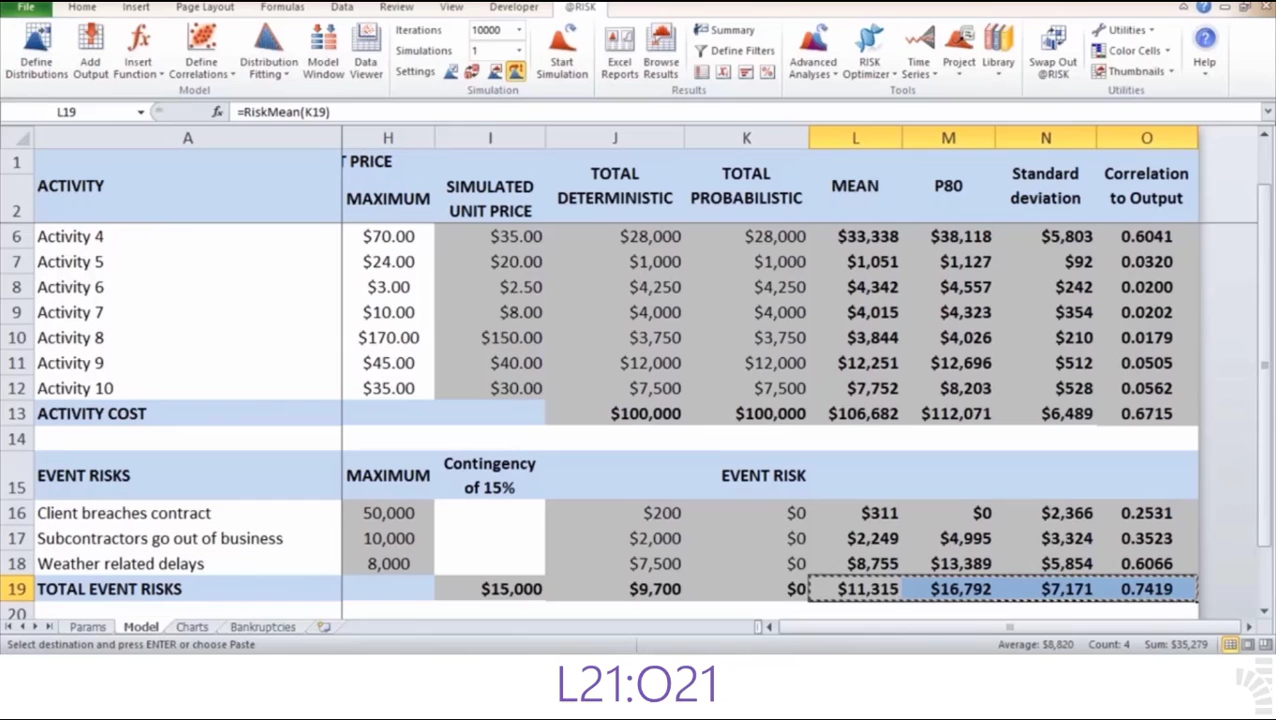 File Home Insert Page Layout Formulas Data Review View Developer @RISK
Define Distributions Add Output Insert Function Define Correlations Distribution Fitting Model Window Data Viewer
Model
Iterations 10000
Simulations 1
Settings
Start Simulation
Simulation
Excel Reports Browse Results
Summary
Define Filters
Results
Advanced Analyses RISK Optimizer Time Series Project Library
Tools
Swap Out @RISK
Utilities
Color Cells
Thumbnails
Utilities
Help
L19 fx =RiskMean(K19)
A H I J K L M N O
1 T PRICE
2 ACTIVITY MAXIMUM SIMULATED UNIT PRICE TOTAL DETERMINISTIC TOTAL PROBABILISTIC MEAN P80 Standard deviation Correlation to Output
6 Activity 4 $70.00 $35.00 $28,000 $28,000 $33,338 $38,118 $5,803 0.6041
7 Activity 5 $24.00 $20.00 $1,000 $1,000 $1,051 $1,127 $92 0.0320
8 Activity 6 $3.00 $2.50 $4,250 $4,250 $4,342 $4,557 $242 0.0200
9 Activity 7 $10.00 $8.00 $4,000 $4,000 $4,015 $4,323 $354 0.0202
10 Activity 8 $170.00 $150.00 $3,750 $3,750 $3,844 $4,026 $210 0.0179
11 Activity 9 $45.00 $40.00 $12,000 $12,000 $12,251 $12,696 $512 0.0505
12 Activity 10 $35.00 $30.00 $7,500 $7,500 $7,752 $8,203 $528 0.0562
13 ACTIVITY COST $100,000 $100,000 $106,682 $112,071 $6,489 0.6715
14
15 EVENT RISKS MAXIMUM Contingency of 15% EVENT RISK
16 Client breaches contract 50,000 $200 $0 $311 $0 $2,366 0.2531
17 Subcontractors go out of business 10,000 $2,000 $0 $2,249 $4,995 $3,324 0.3523
18 Weather related delays 8,000 $7,500 $0 $8,755 $13,389 $5,854 0.6066
19 TOTAL EVENT RISKS $15,000 $9,700 $0 $11,315 $16,792 $7,171 0.7419
20
Params Model Charts Bankruptcies
Select destination and press ENTER or choose Paste Average: $8,820 Count: 4 Sum: $35,279
L21:O21